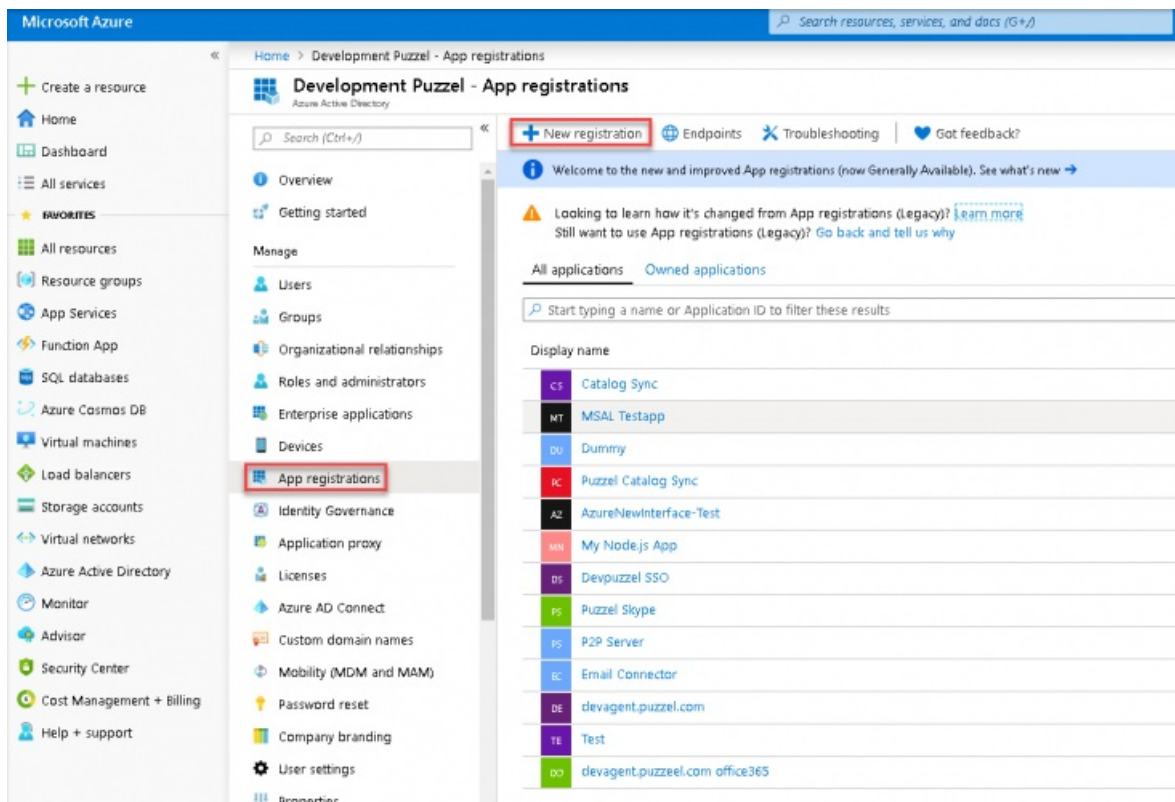 Microsoft Azure
Search resources, services, and docs (G+/)
«
Create a resource
Home
Dashboard
All services
FAVORITES
All resources
Resource groups
App Services
Function App
SQL databases
Azure Cosmos DB
Virtual machines
Load balancers
Storage accounts
Virtual networks
Azure Active Directory
Monitor
Advisor
Security Center
Cost Management + Billing
Help + support
Home > Development Puzzel - App registrations
Development Puzzel - App registrations
Azure Active Directory
Search (Ctrl+/)
«
Overview
Getting started
Manage
Users
Groups
Organizational relationships
Roles and administrators
Enterprise applications
Devices
App registrations
Identity Governance
Application proxy
Licenses
Azure AD Connect
Custom domain names
Mobility (MDM and MAM)
Password reset
Company branding
User settings
Properties
New registration Endpoints Troubleshooting Got feedback?
Welcome to the new and improved App registrations (now Generally Available). See what's new →
Looking to learn how it's changed from App registrations (Legacy)? Learn more
Still want to use App registrations (Legacy)? Go back and tell us why
All applications Owned applications
Start typing a name or Application ID to filter these results
Display name
CS Catalog Sync
MT MSAL Testapp
DU Dummy
PC Puzzel Catalog Sync
AZ AzureNewInterface-Test
MN My Node.js App
DS Devpuzzel SSO
PS Puzzel Skype
PS P2P Server
EC Email Connector
DE devagent.puzzel.com
TE Test
DO devagent.puzzeel.com office365